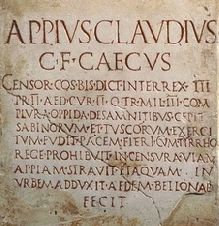 APPIVS·CLAVDIVS
C·F·CAECVS
CENSOR·COS·BIS·DICT·INTERREX·III
PR·II·AED·CVR·II·Q·TR·MIL·III·COM
PLVRA·OPPIDA·DE·SAMNITIBVS·CEPIT
SABINORVM·ET·TVSCORVM·EXERCI
TVM·FVDIT·PACEM·FIERI·CVM·PYRRHO
REGE·PROHIBVIT·IN·CENSVRA·VIAM
APPIAM·STRAVIT·ET·AQVAM·IN
VRBEM·ADDVXIT·AEDEM·BELLONAE
FECIT